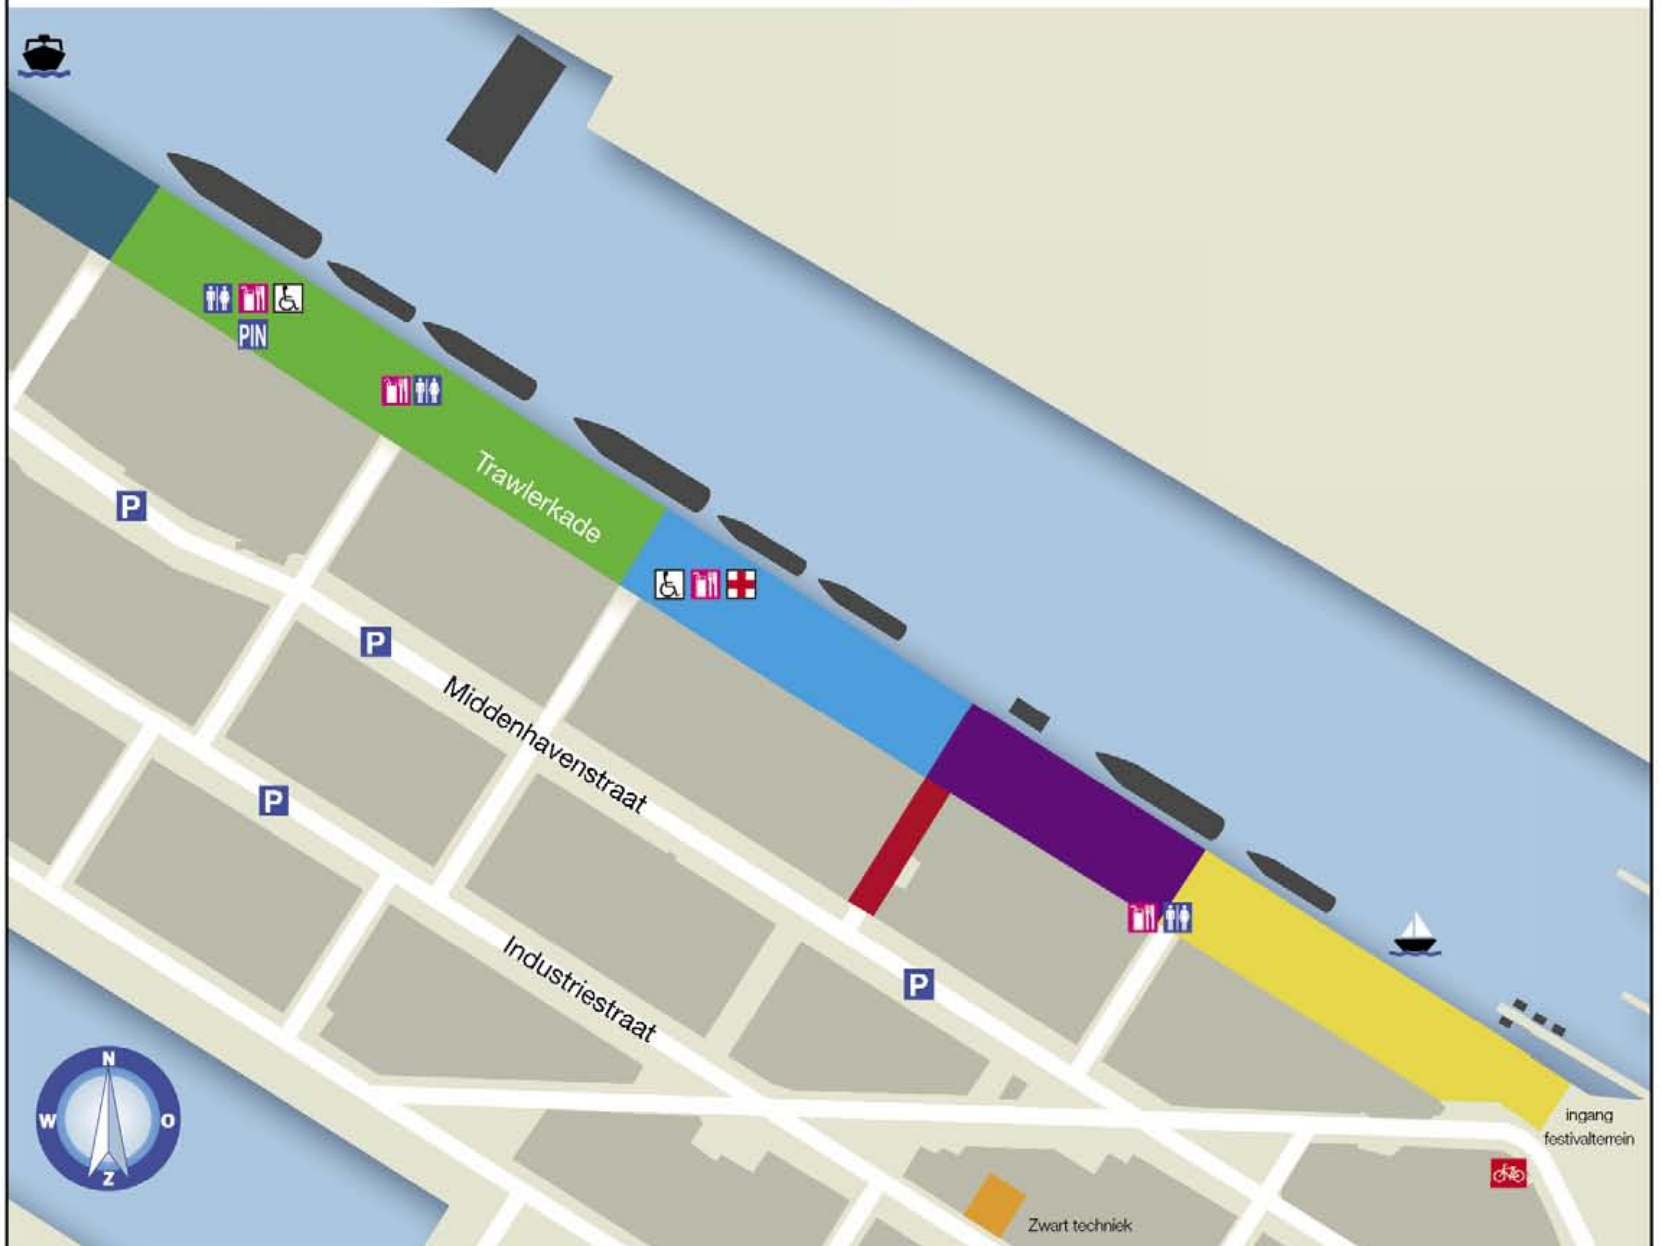 PIN
Trawlerkade
P
P
Middenhavenstraat
P
Industriestraat
P
N
W
O
Z
ingang
festivalterrein
Zwart techniek